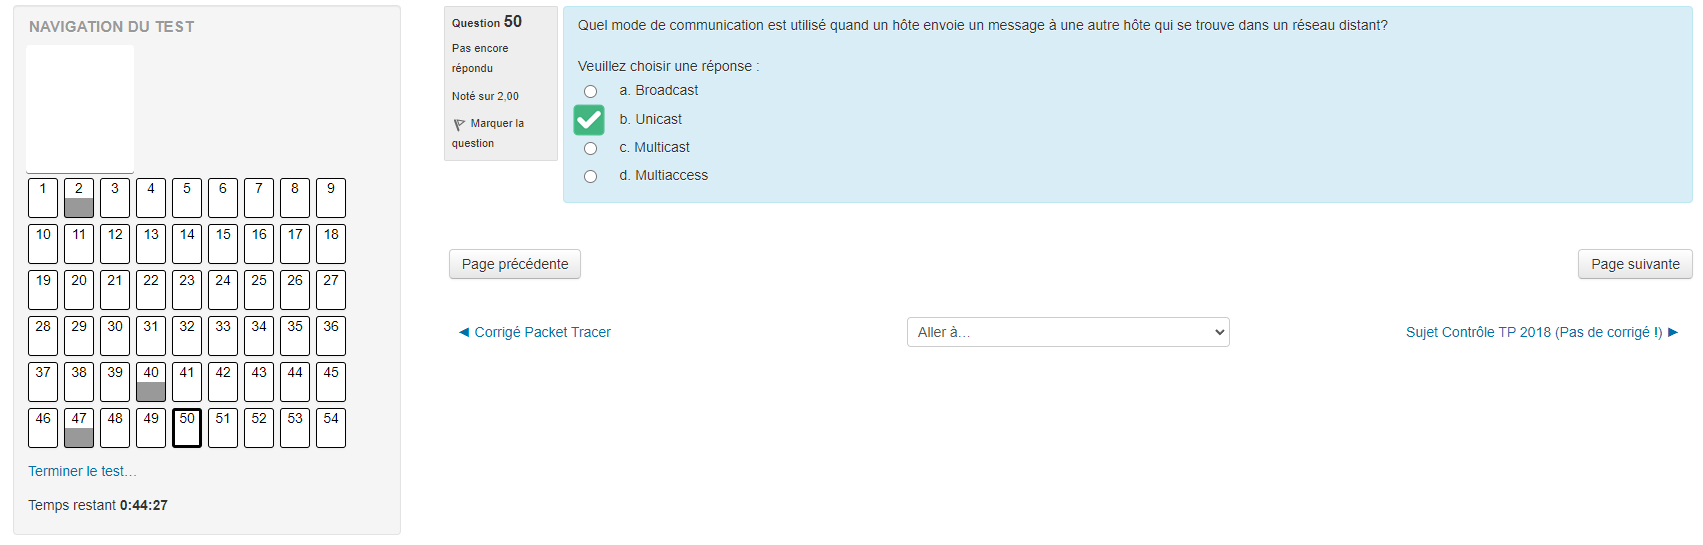 NAVIGATION DU TEST
1 2 3 4 5 6 7 8 9
10 11 12 13 14 15 16 17 18
19 20 21 22 23 24 25 26 27
28 29 30 31 32 33 34 35 36
37 38 39 40 41 42 43 44 45
46 47 48 49 50 51 52 53 54
Terminer le test...
Temps restant 0:44:27
Question 50
Pas encore
répondu
Noté sur 2,00
Marquer la
question
Quel mode de communication est utilisé quand un hôte envoie un message à une autre hôte qui se trouve dans un réseau distant?
Veuillez choisir une réponse :
a. Broadcast
b. Unicast
c. Multicast
d. Multiaccess
Page précédente
Page suivante
◄ Corrigé Packet Tracer
Aller à...
Sujet Contrôle TP 2018 (Pas de corrigé !) ►